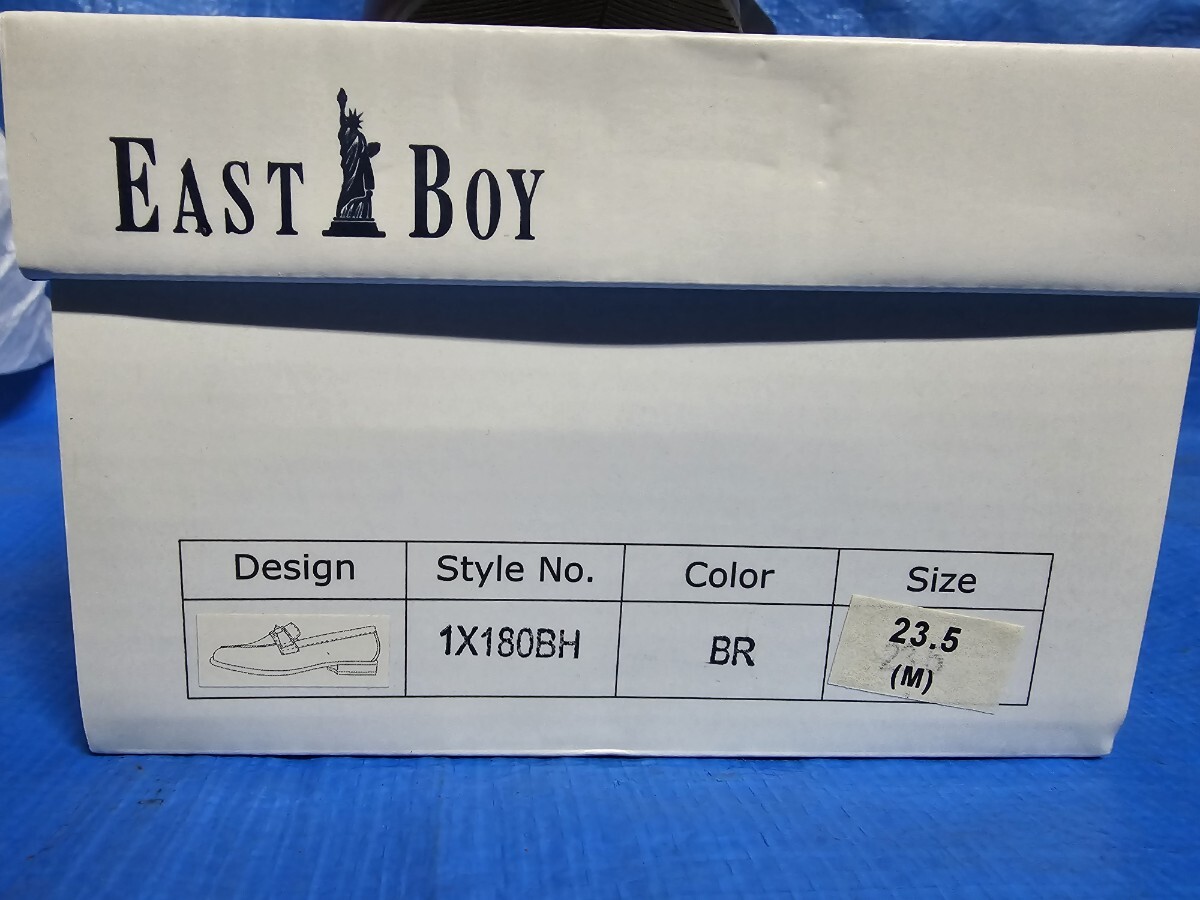 EAST BOY
Design Style No. Color Size
1X180BH BR 23.5
(M)